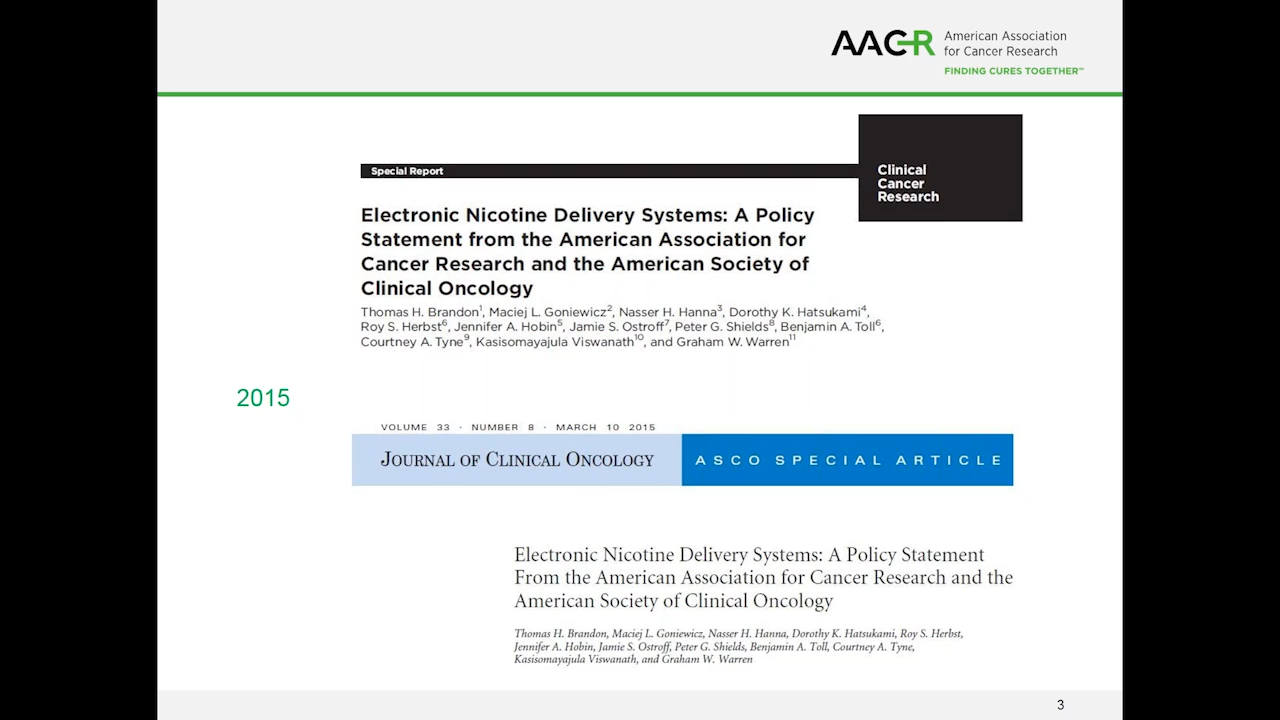 AACR American Association
for Cancer Research
FINDING CURES TOGETHER℠
Special Report
Clinical
Cancer
Research
Electronic Nicotine Delivery Systems: A Policy
Statement from the American Association for
Cancer Research and the American Society of
Clinical Oncology
Thomas H. Brandon¹, Maciej L. Goniewicz², Nasser H. Hanna³, Dorothy K. Hatsukami⁴,
Roy S. Herbst⁶, Jennifer A. Hobin⁵, Jamie S. Ostroff⁷, Peter G. Shields⁸, Benjamin A. Toll⁶,
Courtney A. Tyne⁹, Kasisomayajula Viswanath¹⁰, and Graham W. Warren¹¹
2015
VOLUME 33 · NUMBER 8 · MARCH 10 2015
JOURNAL OF CLINICAL ONCOLOGY
ASCO SPECIAL ARTICLE
Electronic Nicotine Delivery Systems: A Policy Statement
From the American Association for Cancer Research and the
American Society of Clinical Oncology
Thomas H. Brandon, Maciej L. Goniewicz, Nasser H. Hanna, Dorothy K. Hatsukami, Roy S. Herbst,
Jennifer A. Hobin, Jamie S. Ostroff, Peter G. Shields, Benjamin A. Toll, Courtney A. Tyne,
Kasisomayajula Viswanath, and Graham W. Warren
3